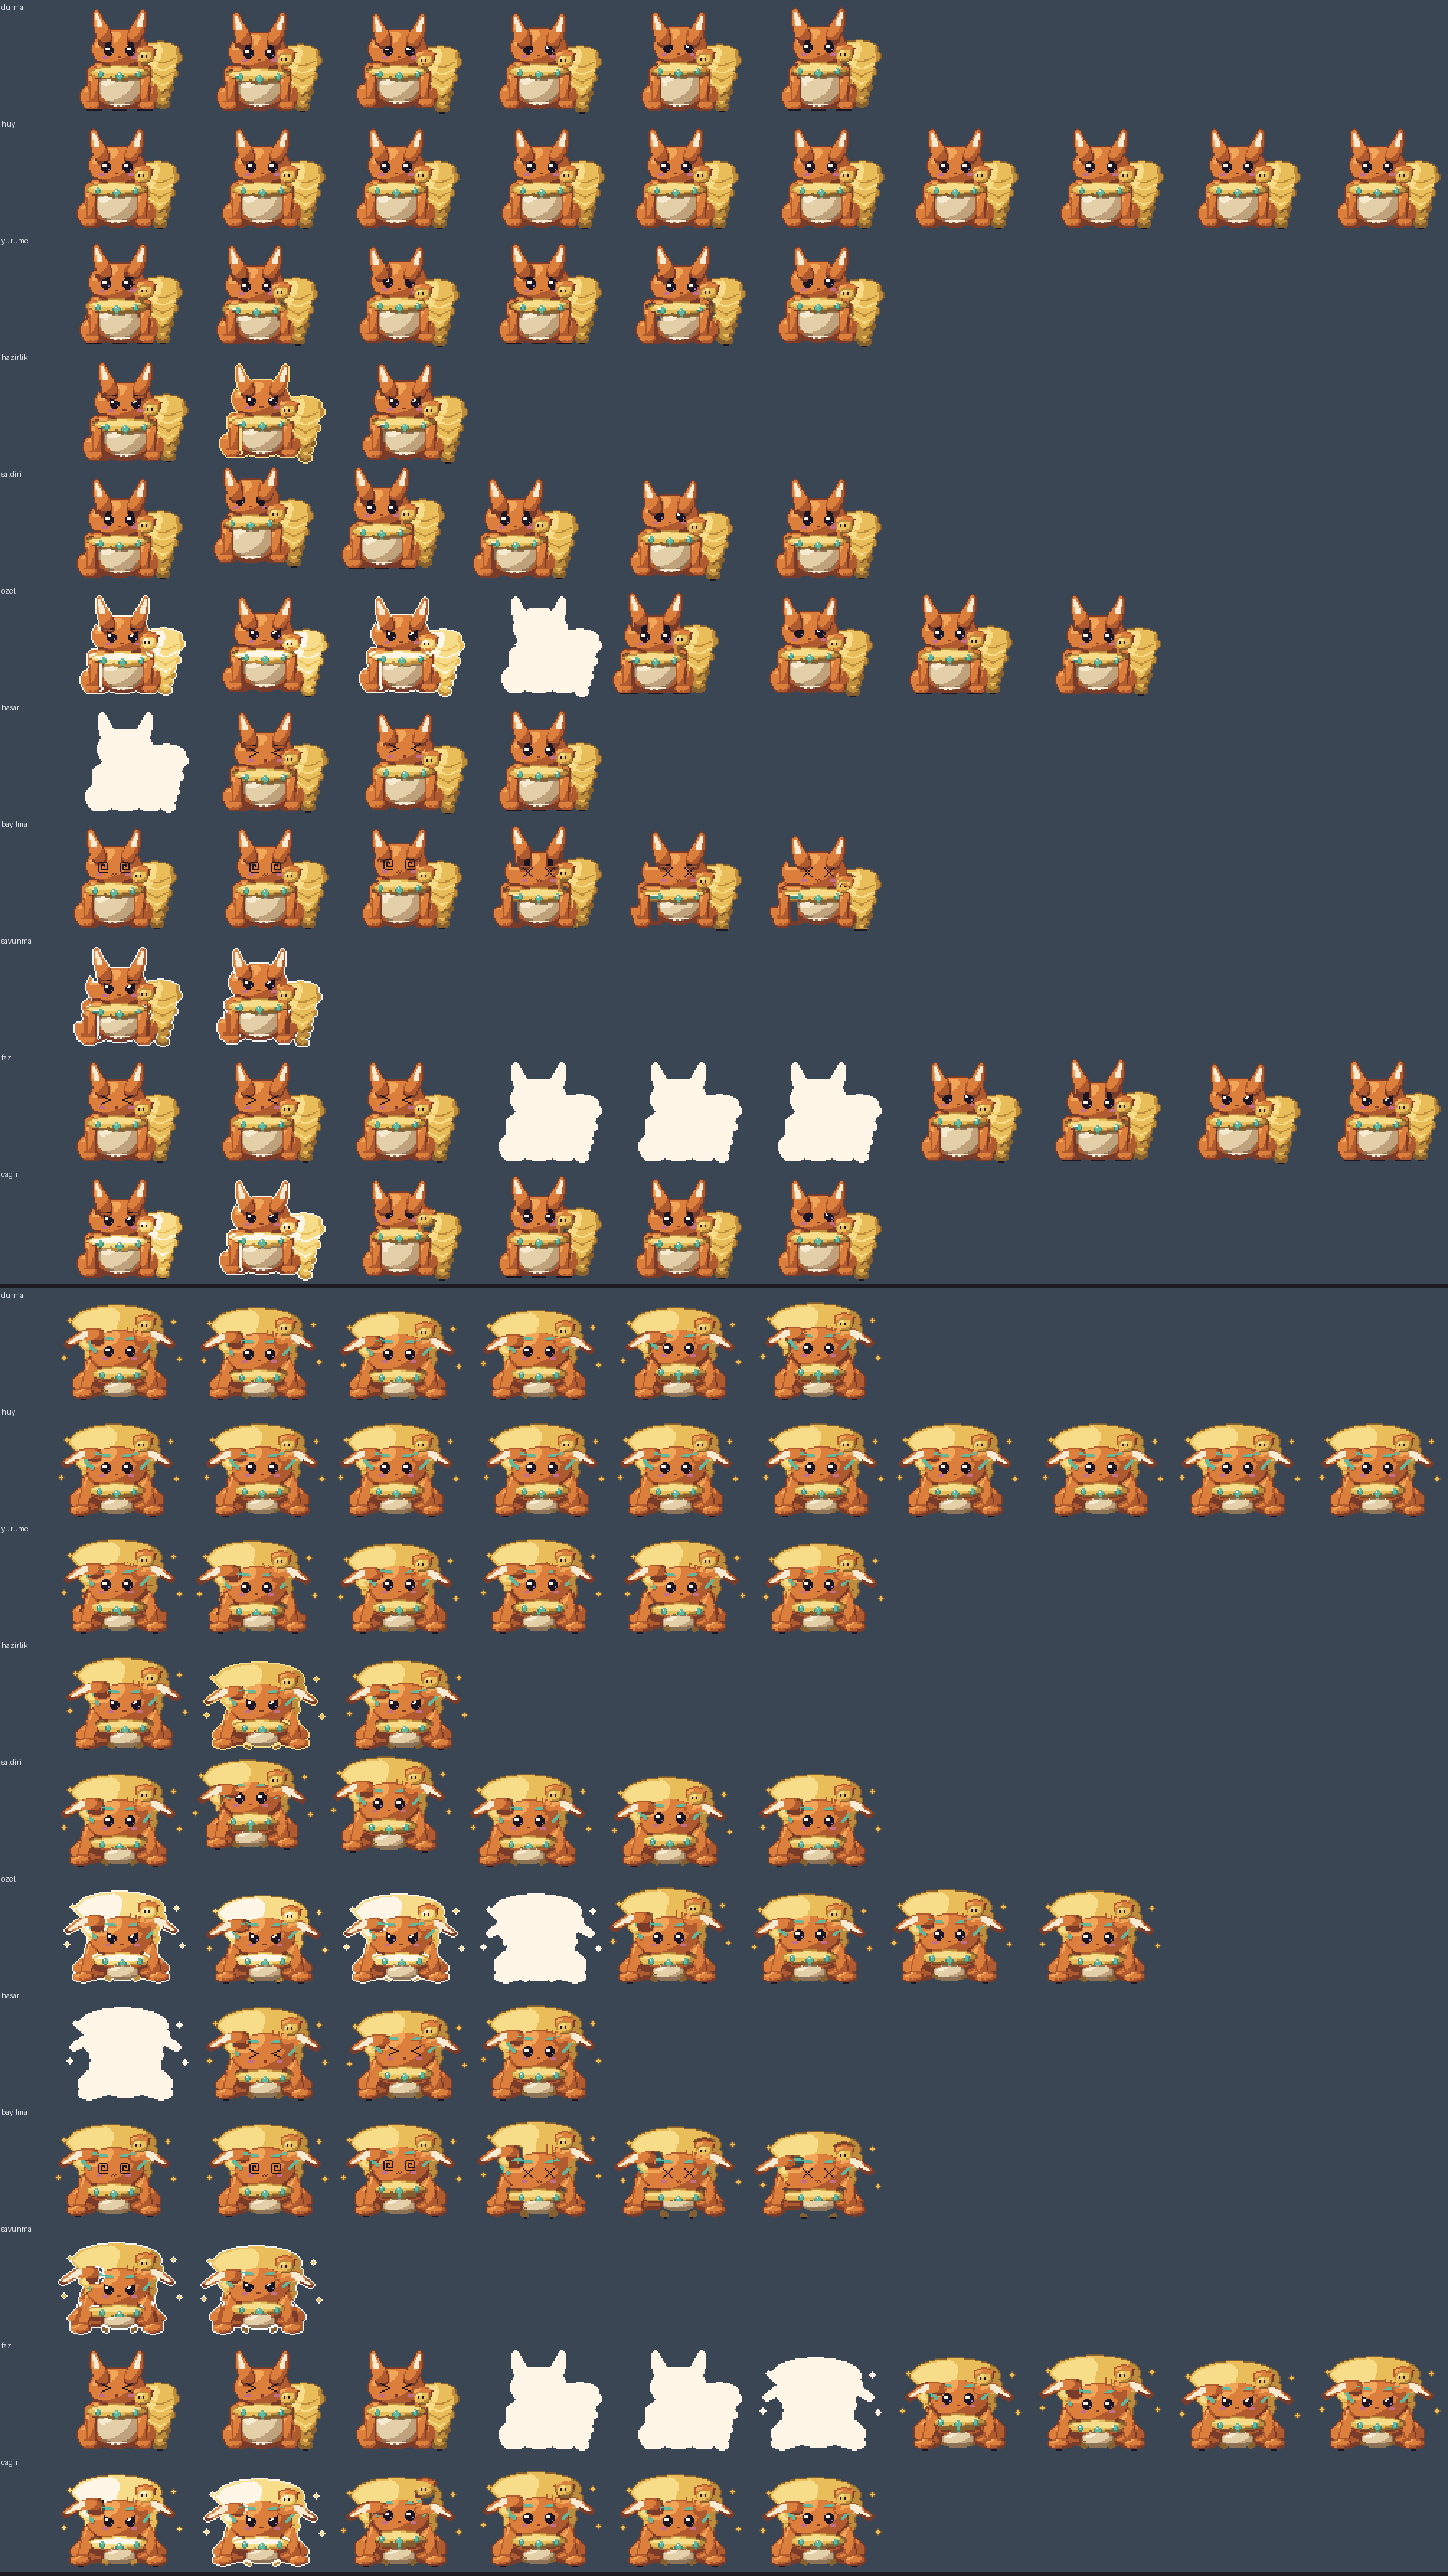 durma
huy
yurume
hazirlik
saldiri
ozel
hasar
bayilma
savunma
faz
cagir
durma
huy
yurume
hazirlik
saldiri
ozel
hasar
bayilma
savunma
faz
cagir